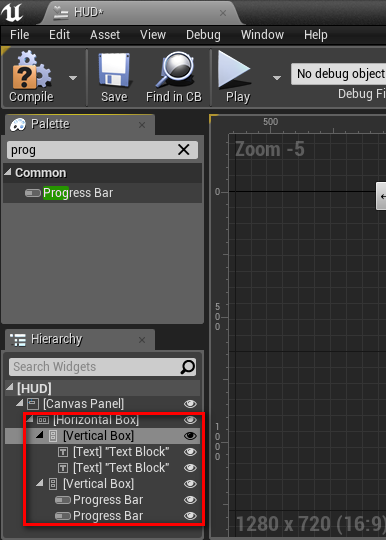 HUD*
File Edit Asset View Debug Window Help
Compile Save Find in CB Play No debug object
Debug Fi
Palette
prog
Common
Progress Bar
Hierarchy
Search Widgets
[HUD]
[Canvas Panel]
[Horizontal Box]
[Vertical Box]
[Text] "Text Block"
[Text] "Text Block"
[Vertical Box]
Progress Bar
Progress Bar
500
Zoom -5
0
500
1000
1280 x 720 (16:9)